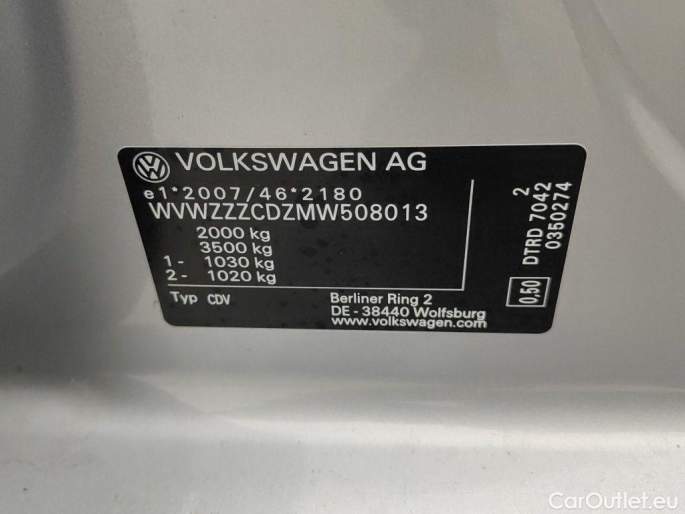 VOLKSWAGEN AG
e1*2007/46*2180
WVWZZZCDZMW508013
2000 kg
3500 kg
1- 1030 kg
2- 1020 kg
Typ CDV
Berliner Ring 2
DE - 38440 Wolfsburg
www.volkswagen.com
2
DTRD 7042
0350274
0,50
CarOutlet.eu